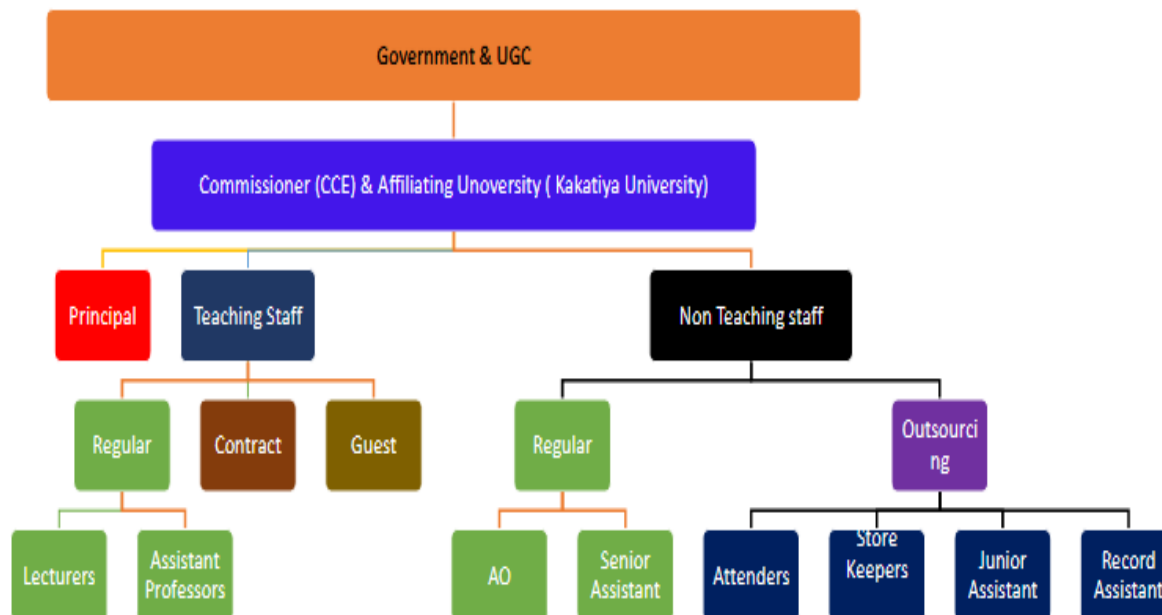 Government & UGC
Commissioner (CCE) & Affiliating Unoversity ( Kakatiya University)
Principal
Teaching Staff
Non Teaching staff
Regular
Contract
Guest
Regular
Outsourci
ng
Lecturers
Assistant
Professors
AO
Senior
Assistant
Attenders
Store
Keepers
Junior
Assistant
Record
Assistant